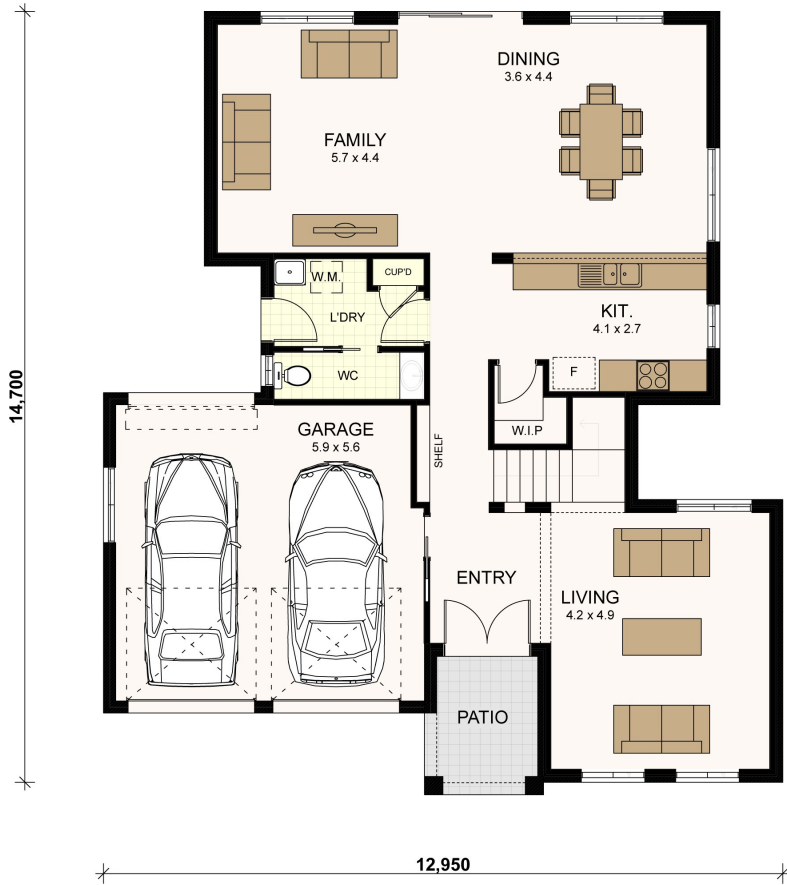 DINING
3.6 x 4.4
FAMILY
5.7 x 4.4
W.M.
CUP'D
L'DRY
KIT.
4.1 x 2.7
WC
F
14,700
GARAGE
5.9 x 5.6
SHELF
W.I.P
ENTRY
LIVING
4.2 x 4.9
PATIO
12,950